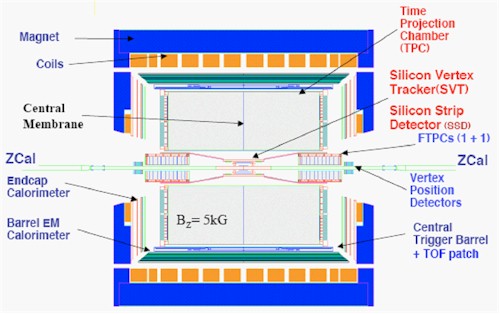 Magnet
Coils
Central
Membrane
ZCal
Endcap
Calorimeter
Barrel EM
Calorimeter
B_Z= 5kG
Time
Projection
Chamber
(TPC)
Silicon Vertex
Tracker(SVT)
Silicon Strip
Detector (SSD)
FTPCs (1 + 1)
ZCal
Vertex
Position
Detectors
Central
Trigger Barrel
+ TOF patch